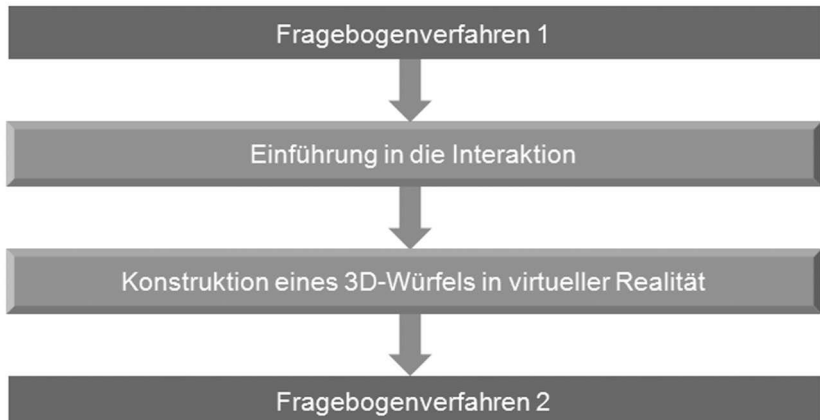 Fragebogenverfahren 1
Einführung in die Interaktion
Konstruktion eines 3D-Würfels in virtueller Realität
Fragebogenverfahren 2